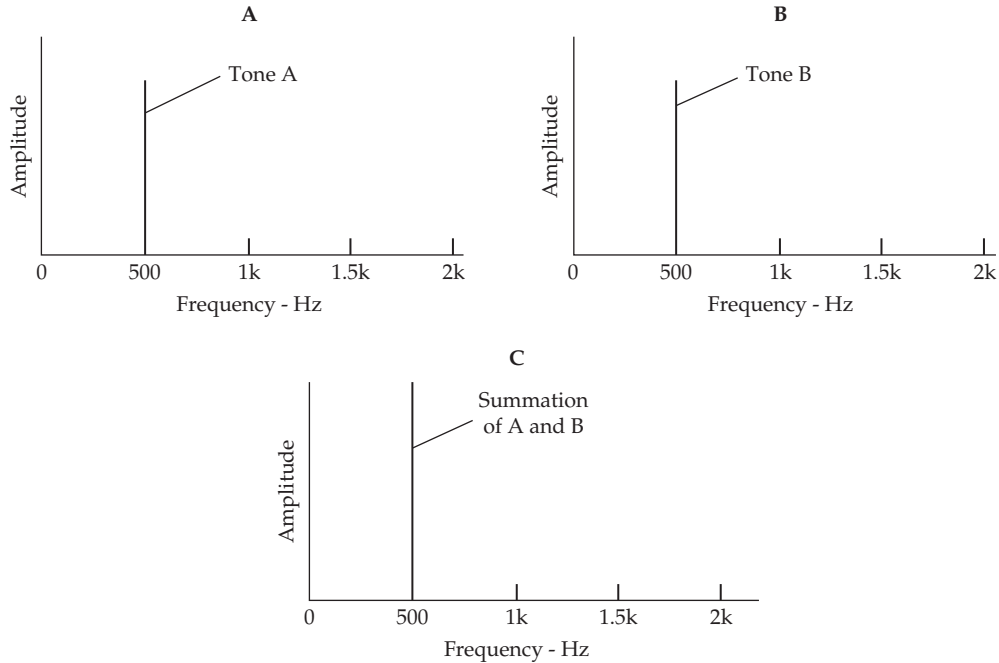 A
Amplitude
Tone A
0 500 1k 1.5k 2k
Frequency - Hz
B
Amplitude
Tone B
0 500 1k 1.5k 2k
Frequency - Hz
C
Amplitude
Summation
of A and B
0 500 1k 1.5k 2k
Frequency - Hz